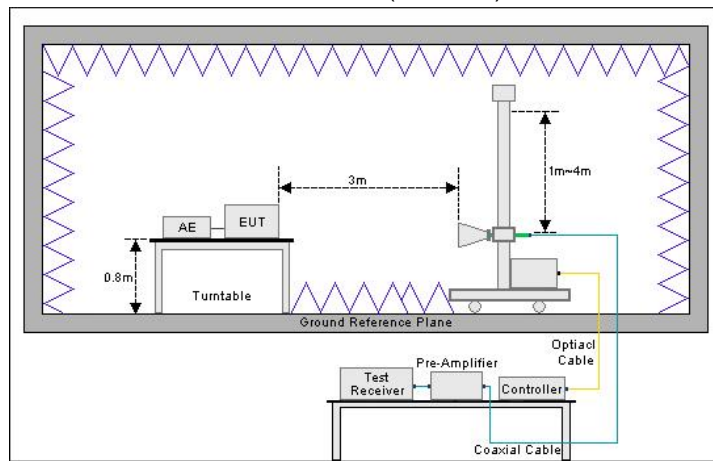 3m
1m~4m
AE
EUT
0.8m
Turntable
Ground Reference Plane
Optiacl
Cable
Pre-Amplifier
Test
Receiver
Controller
Coaxial Cable